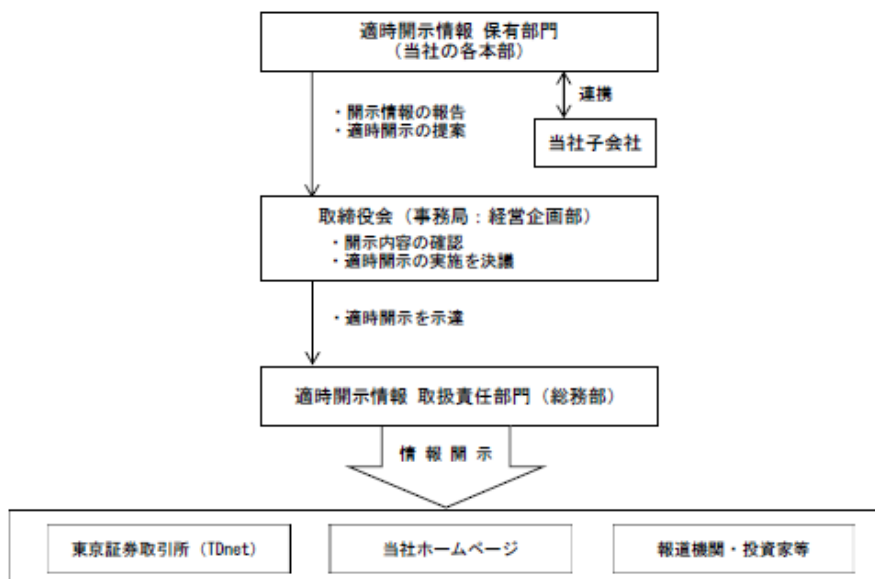 適時開示情報 保有部門
(当社の各本部)
・開示情報の報告
・適時開示の提案
連携
当社子会社
取締役会（事務局：経営企画部）
・開示内容の確認
・適時開示の実施を決議
・適時開示を示達
適時開示情報 取扱責任部門（総務部）
情 報 開 示
東京証券取引所（TDnet）
当社ホームページ
報道機関・投資家等